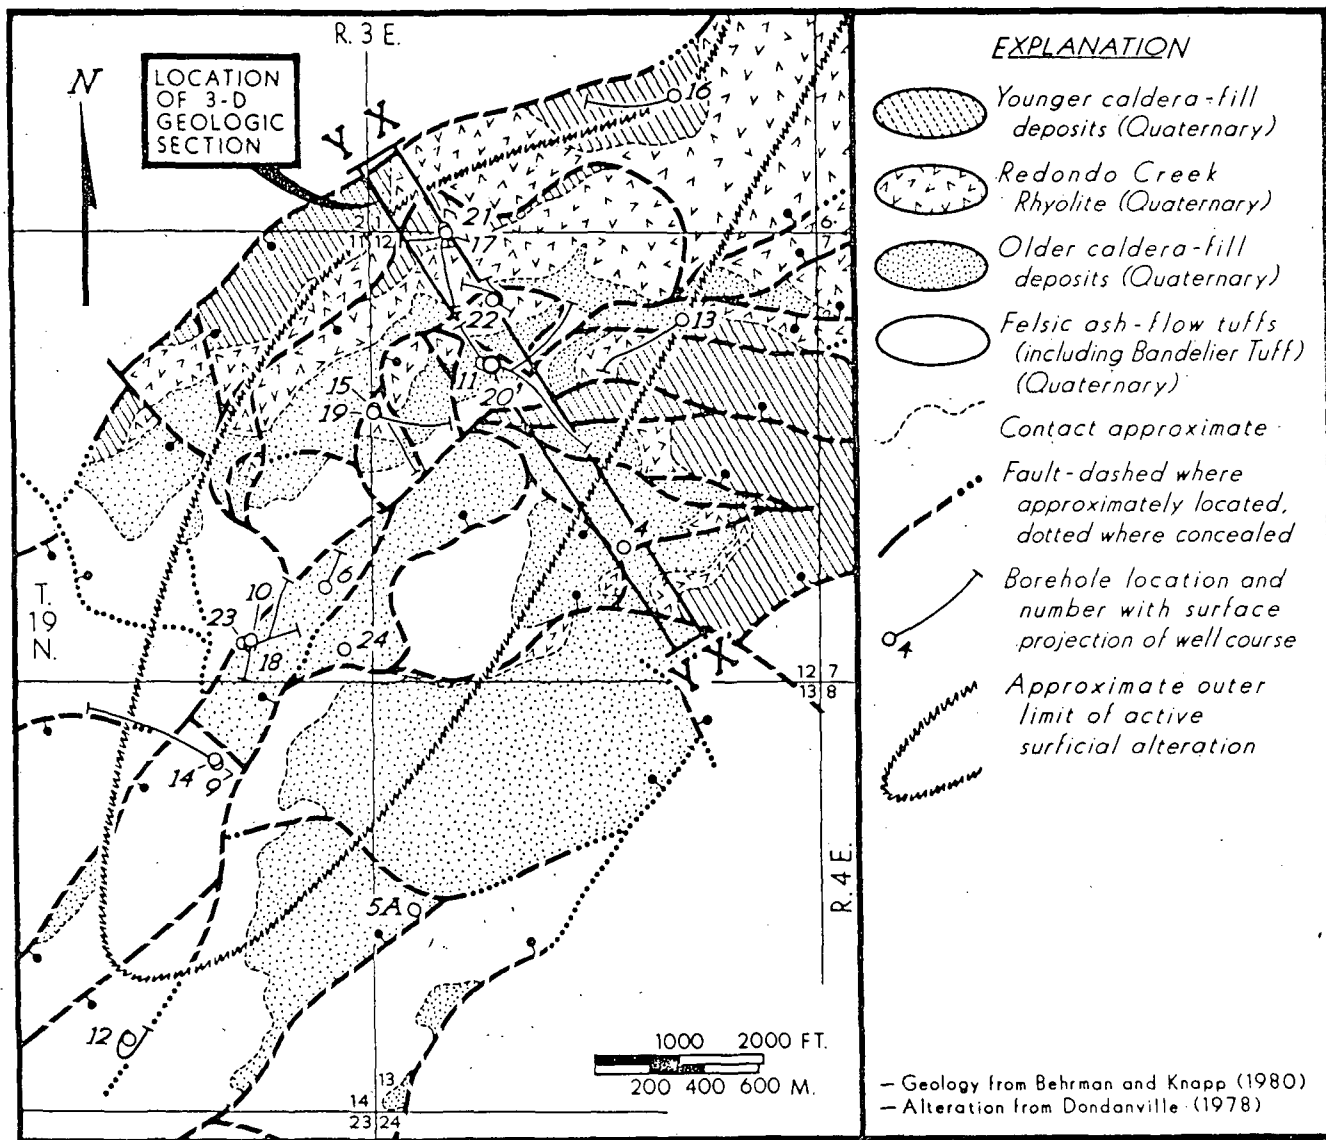 R. 3 E.
N
LOCATION
OF 3-D
GEOLOGIC
SECTION
Y X
16
21
17
2
11 12
6
7
22
13
11
20
15
19
4
6
10
23
18
24
T.
19
N.
Y X
12 7
13 8
14
9
5A
R. 4 E.
12
1000 2000 FT.
200 400 600 M.
13
14
23 24
EXPLANATION
Younger caldera-fill
deposits (Quaternary)
Redondo Creek
Rhyolite (Quaternary)
Older caldera-fill
deposits (Quaternary)
Felsic ash-flow tuffs
(including Bandelier Tuff)
(Quaternary)
Contact approximate
Fault-dashed where
approximately located,
dotted where concealed
Borehole location and
number with surface
projection of well course
4
Approximate outer
limit of active
surficial alteration
– Geology from Behrman and Knapp (1980)
– Alteration from Dondanville (1978)